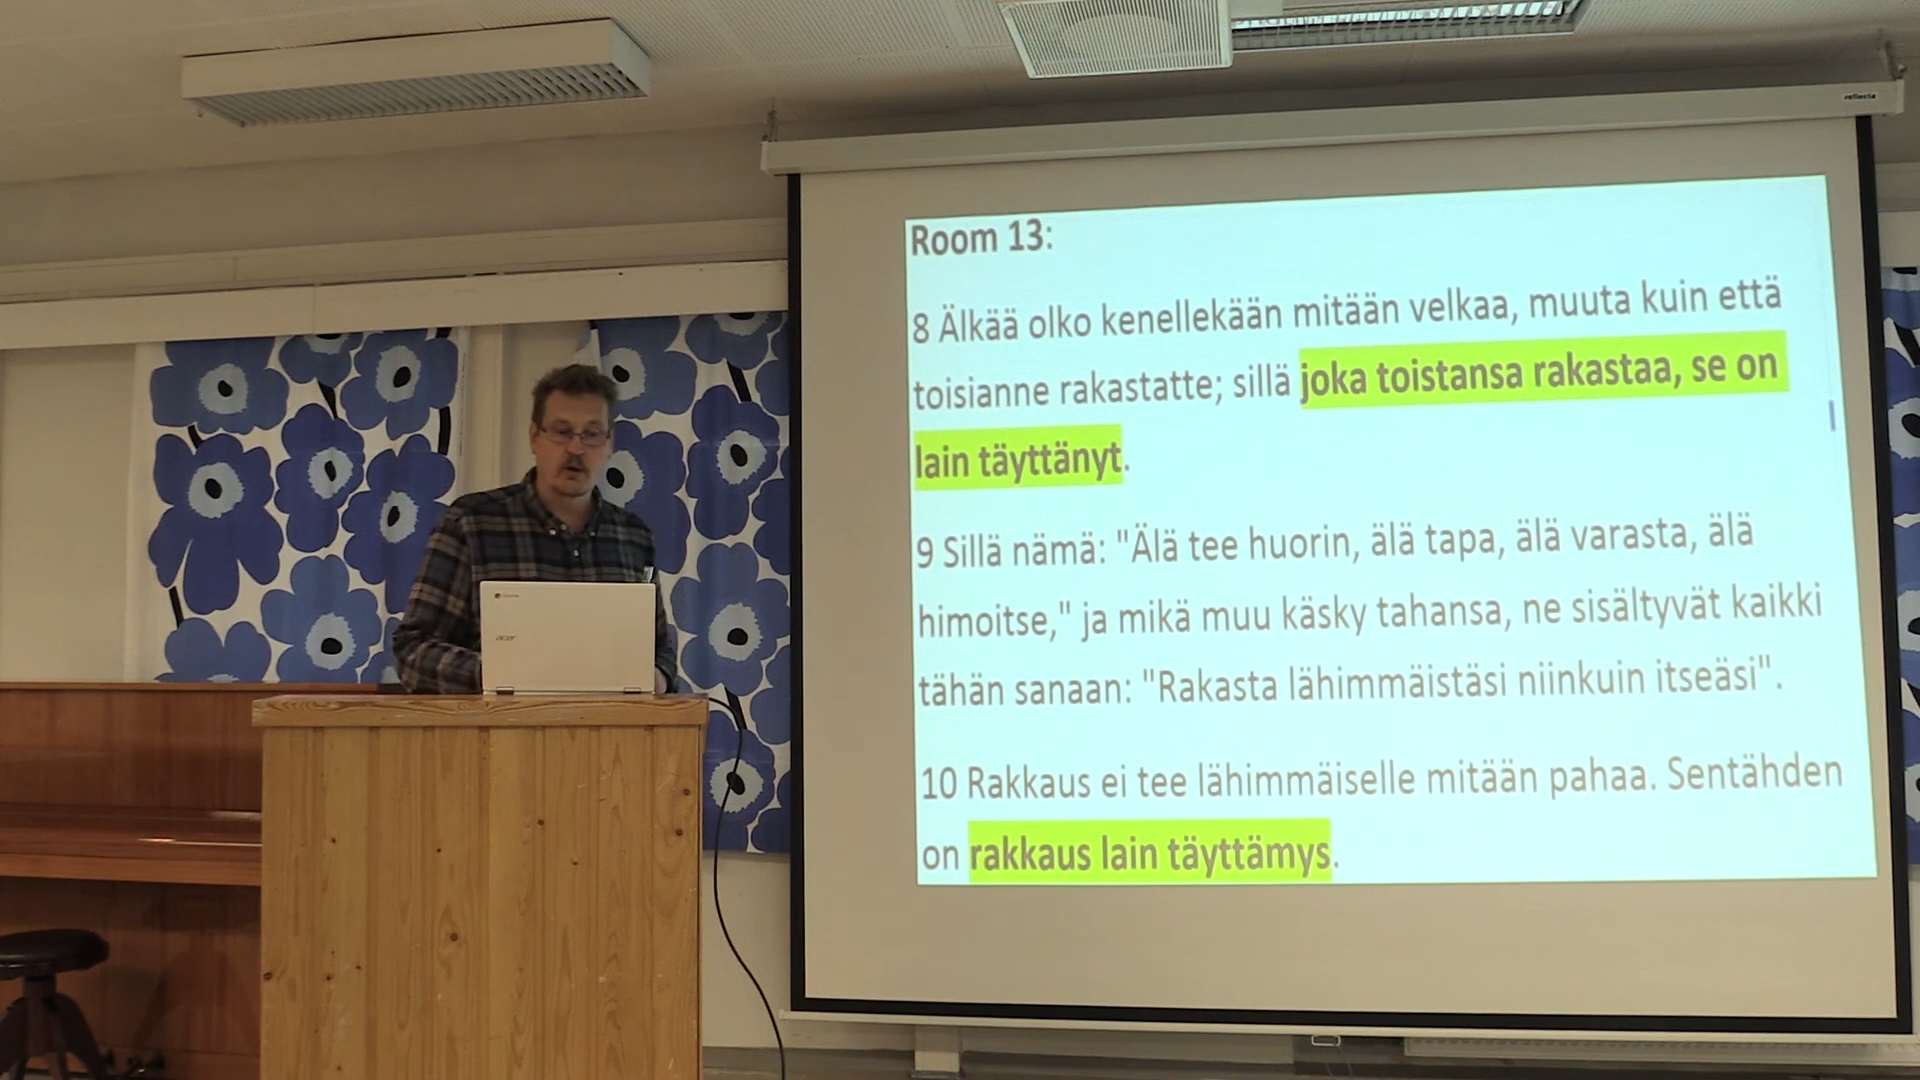 reflecta
Room 13:
8 Älkää olko kenellekään mitään velkaa, muuta kuin että
toisianne rakastatte; sillä joka toistansa rakastaa, se on
lain täyttänyt.
9 Sillä nämä: "Älä tee huorin, älä tapa, älä varasta, älä
himoitse," ja mikä muu käsky tahansa, ne sisältyvät kaikki
tähän sanaan: "Rakasta lähimmäistäsi niinkuin itseäsi".
10 Rakkaus ei tee lähimmäiselle mitään pahaa. Sentähden
on rakkaus lain täyttämys.
acer